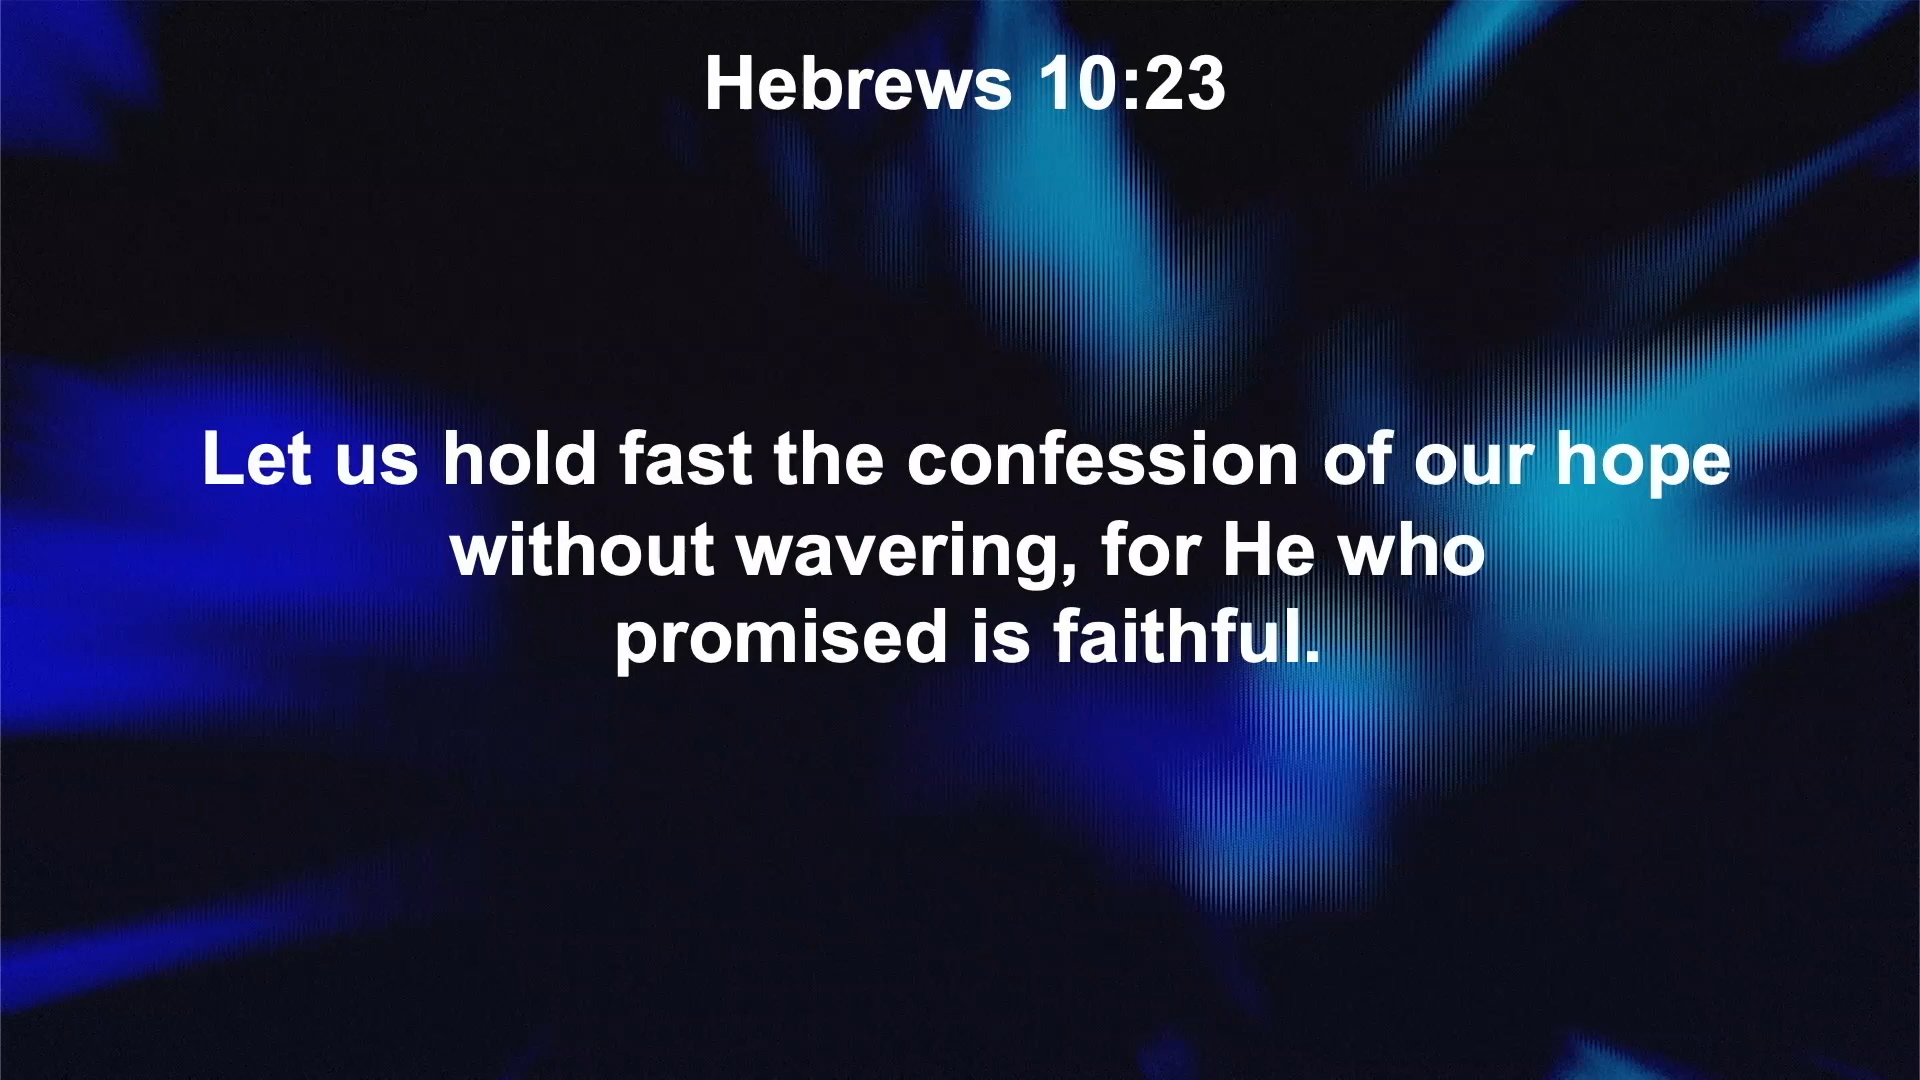 Hebrews 10:23
Let us hold fast the confession of our hope
without wavering, for He who
promised is faithful.